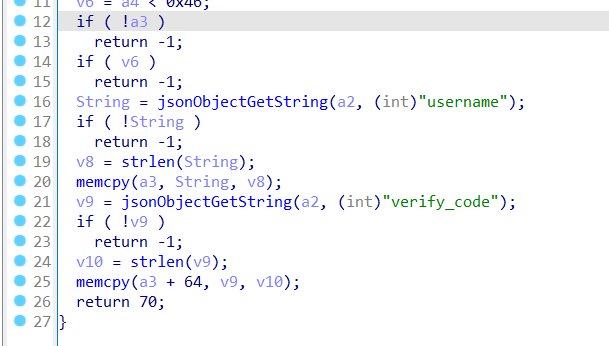 11 v6 = a4 < 0x46;
12 if ( !a3 )
13 return -1;
14 if ( v6 )
15 return -1;
16 String = jsonObjectGetString(a2, (int)"username");
17 if ( !String )
18 return -1;
19 v8 = strlen(String);
20 memcpy(a3, String, v8);
21 v9 = jsonObjectGetString(a2, (int)"verify_code");
22 if ( !v9 )
23 return -1;
24 v10 = strlen(v9);
25 memcpy(a3 + 64, v9, v10);
26 return 70;
27 }